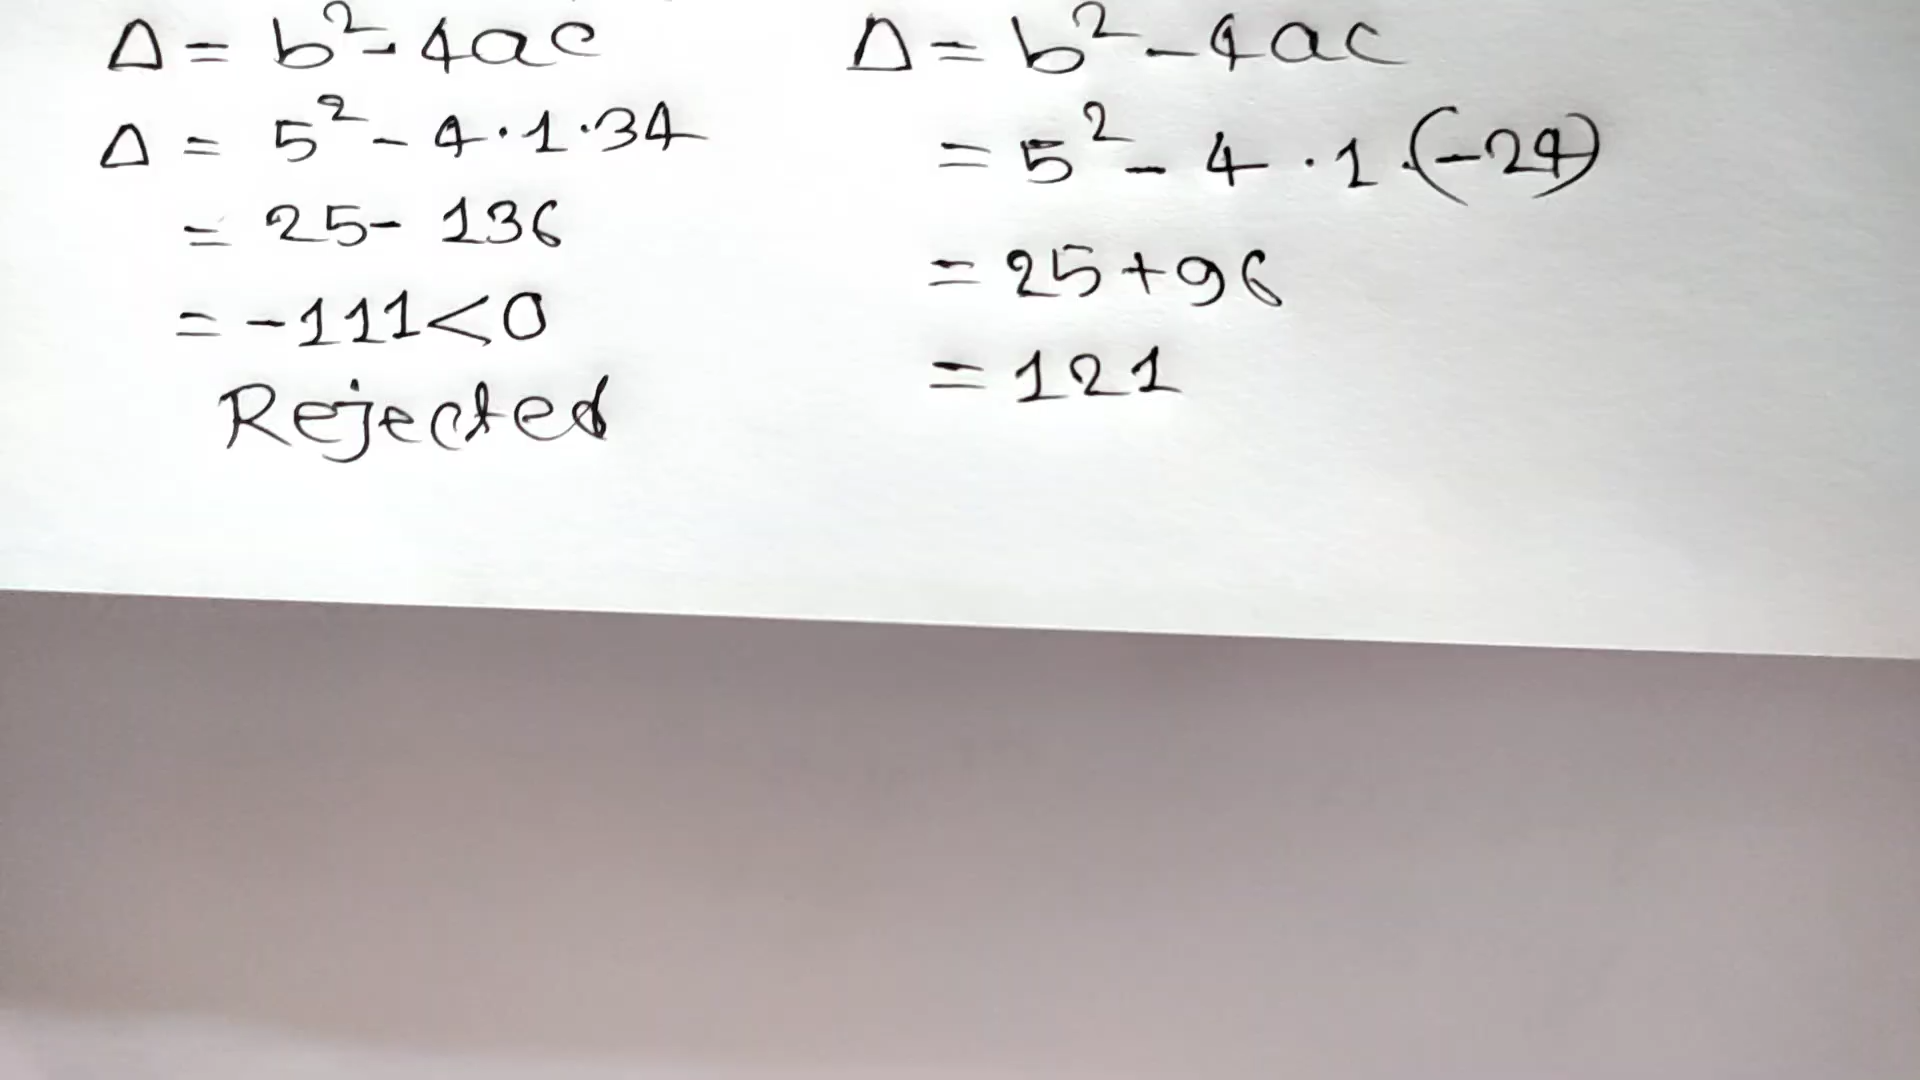 Δ = b² - 4ac
Δ = 5² - 4·1·34
= 25 - 136
= -111 < 0
Rejected
Δ = b² - 4ac
= 5² - 4·1·(-24)
= 25 + 96
= 121